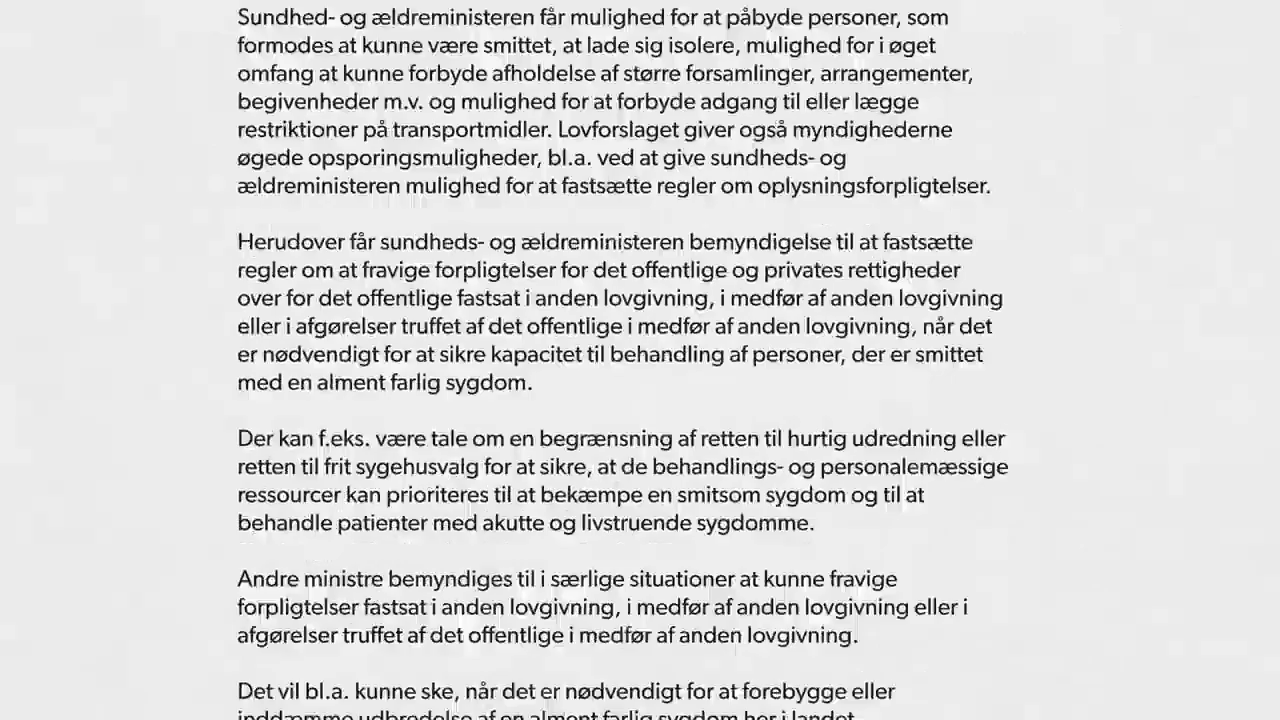 Sundhed- og ældreministeren får mulighed for at påbyde personer, som
formodes at kunne være smittet, at lade sig isolere, mulighed for i øget
omfang at kunne forbyde afholdelse af større forsamlinger, arrangementer,
begivenheder m.v. og mulighed for at forbyde adgang til eller lægge
restriktioner på transportmidler. Lovforslaget giver også myndighederne
øgede opsporingsmuligheder, bl.a. ved at give sundheds- og
ældreministeren mulighed for at fastsætte regler om oplysningsforpligtelser.
Herudover får sundheds- og ældreministeren bemyndigelse til at fastsætte
regler om at fravige forpligtelser for det offentlige og privates rettigheder
over for det offentlige fastsat i anden lovgivning, i medfør af anden lovgivning
eller i afgørelser truffet af det offentlige i medfør af anden lovgivning, når det
er nødvendigt for at sikre kapacitet til behandling af personer, der er smittet
med en alment farlig sygdom.
Der kan f.eks. være tale om en begrænsning af retten til hurtig udredning eller
retten til frit sygehusvalg for at sikre, at de behandlings- og personalemæssige
ressourcer kan prioriteres til at bekæmpe en smitsom sygdom og til at
behandle patienter med akutte og livstruende sygdomme.
Andre ministre bemyndiges til i særlige situationer at kunne fravige
forpligtelser fastsat i anden lovgivning, i medfør af anden lovgivning eller i
afgørelser truffet af det offentlige i medfør af anden lovgivning.
Det vil bl.a. kunne ske, når det er nødvendigt for at forebygge eller
inddæmme udbredelse af en alment farlig sygdom her i landet